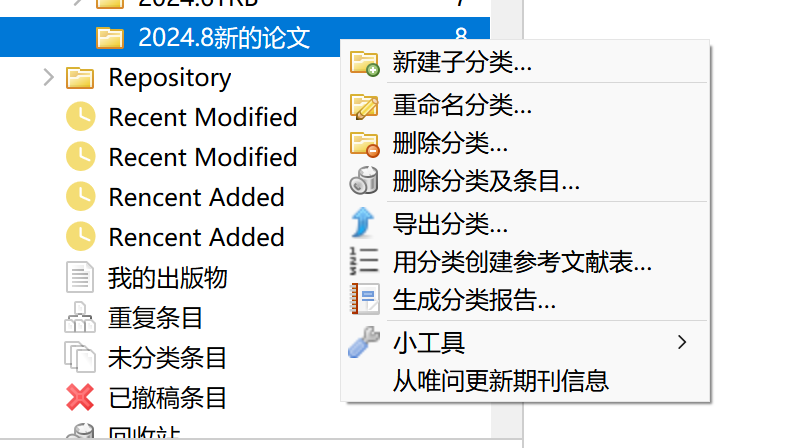 2024.8新的论文 8
Repository
Recent Modified
Recent Modified
Rencent Added
Rencent Added
我的出版物
重复条目
未分类条目
已撤稿条目
回收站
新建子分类...
重命名分类...
删除分类...
删除分类及条目...
导出分类...
用分类创建参考文献表...
生成分类报告...
小工具
从唯问更新期刊信息